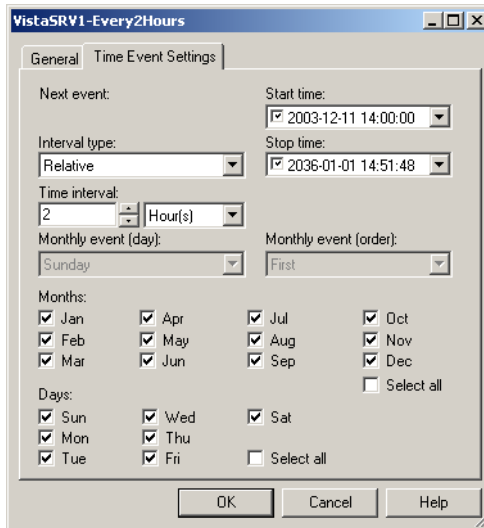 VistaSRV1-Every2Hours
General Time Event Settings
Next event: Start time:
2003-12-11 14:00:00
Interval type: Stop time:
Relative 2036-01-01 14:51:48
Time interval:
2 Hour(s)
Monthly event (day): Monthly event (order):
Sunday First
Months:
Jan Apr Jul Oct
Feb May Aug Nov
Mar Jun Sep Dec
Select all
Days:
Sun Wed Sat
Mon Thu
Tue Fri Select all
OK Cancel Help